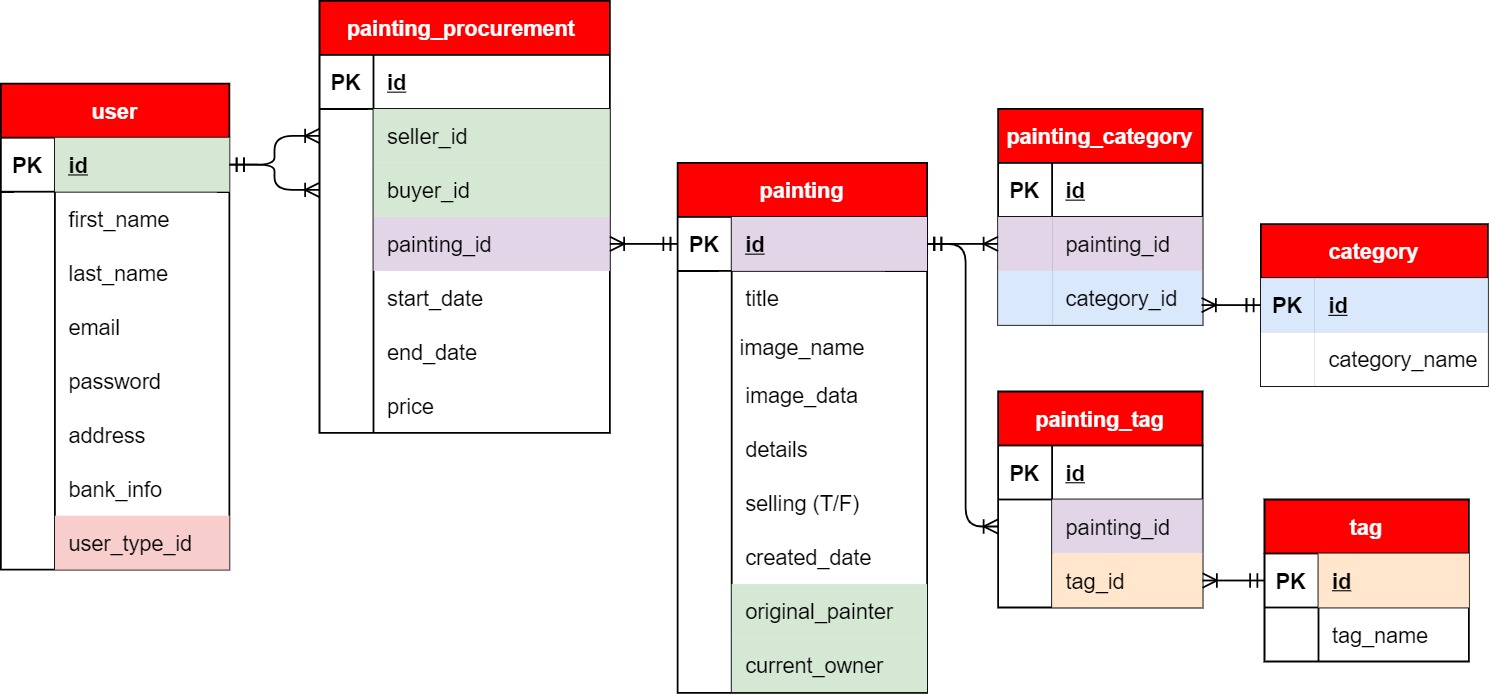 user
PK id
first_name
last_name
email
password
address
bank_info
user_type_id
painting_procurement
PK id
seller_id
buyer_id
painting_id
start_date
end_date
price
painting
PK id
title
image_name
image_data
details
selling (T/F)
created_date
original_painter
current_owner
painting_category
PK id
painting_id
category_id
category
PK id
category_name
painting_tag
PK id
painting_id
tag_id
tag
PK id
tag_name